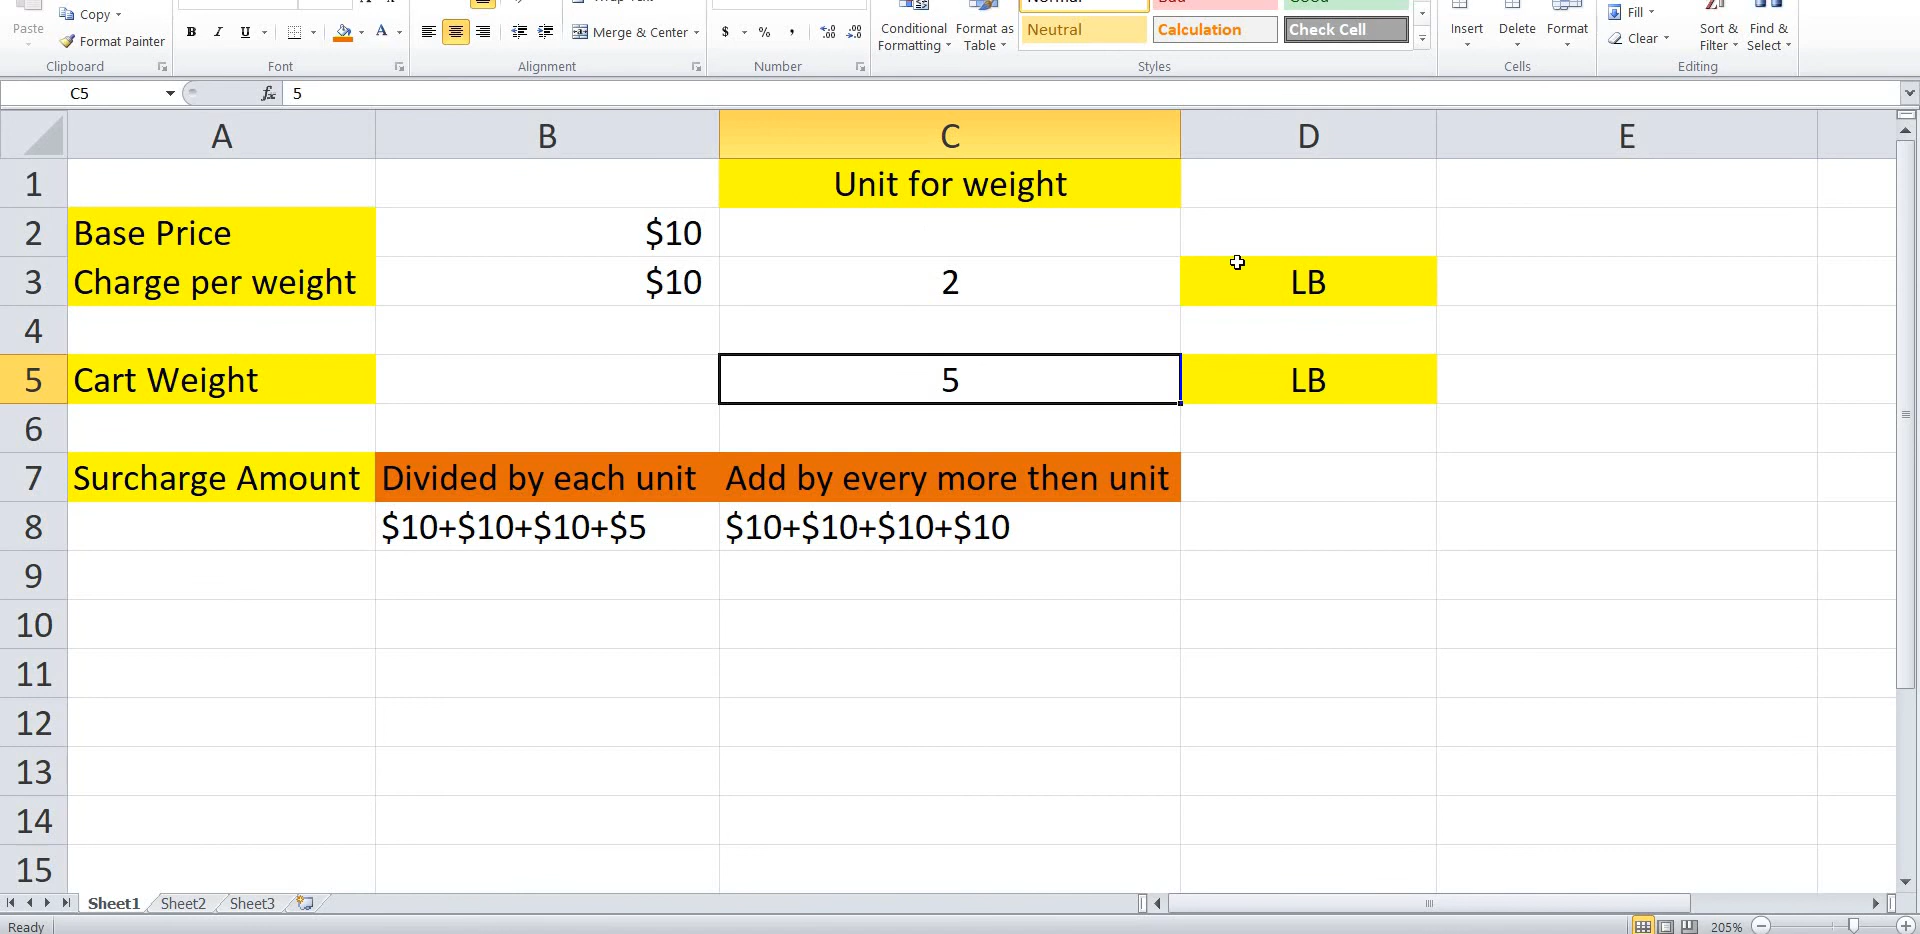 Paste
Copy
Format Painter
Clipboard
B I U
A
Font
Merge & Center
Alignment
$ % ,
Number
Conditional Formatting
Format as Table
Neutral
Calculation
Check Cell
Styles
Insert
Delete
Format
Cells
Fill
Clear
Sort & Filter
Find & Select
Editing
C5
fx 5
A B C D E
1 Unit for weight
2 Base Price $10
3 Charge per weight $10 2 LB
4
5 Cart Weight 5 LB
6
7 Surcharge Amount Divided by each unit Add by every more then unit
8 $10+$10+$10+$5 $10+$10+$10+$10
9
10
11
12
13
14
15
Sheet1 Sheet2 Sheet3
Ready 205%